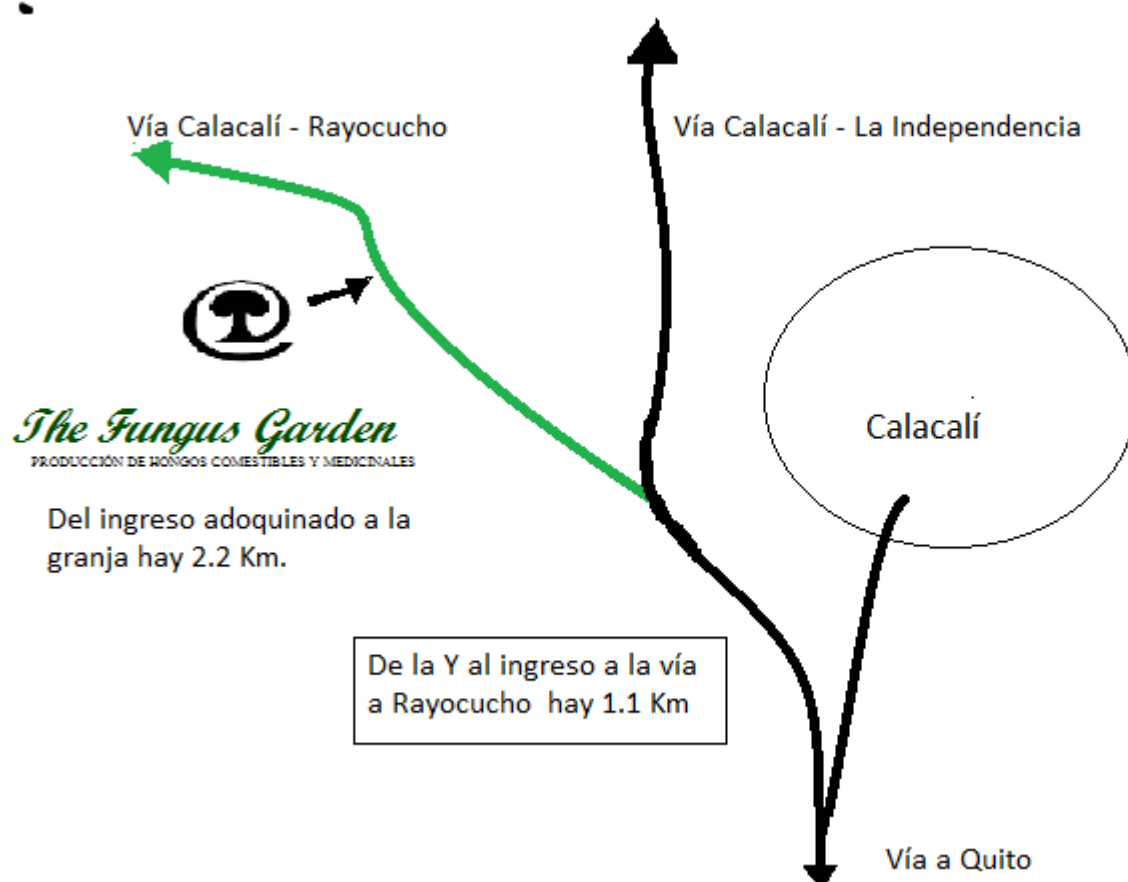 Vía Calacalí - Rayocucho
Vía Calacalí - La Independencia
The Fungus Garden
PRODUCCIÓN DE HONGOS COMESTIBLES Y MEDICINALES
Calacalí
Del ingreso adoquinado a la
granja hay 2.2 Km.
De la Y al ingreso a la vía
a Rayocucho hay 1.1 Km
Vía a Quito